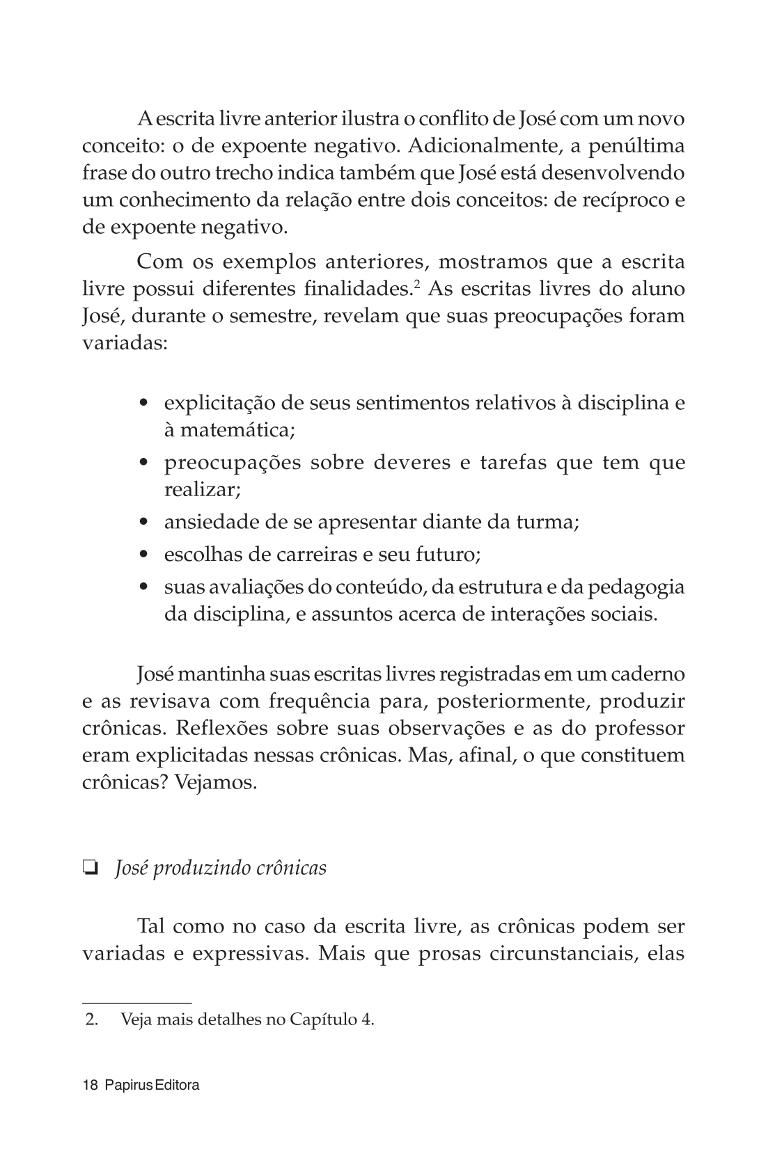 A escrita livre anterior ilustra o conflito de José com um novo
conceito: o de expoente negativo. Adicionalmente, a penúltima
frase do outro trecho indica também que José está desenvolvendo
um conhecimento da relação entre dois conceitos: de recíproco e
de expoente negativo.
Com os exemplos anteriores, mostramos que a escrita
livre possui diferentes finalidades.2 As escritas livres do aluno
José, durante o semestre, revelam que suas preocupações foram
variadas:
• explicitação de seus sentimentos relativos à disciplina e
à matemática;
• preocupações sobre deveres e tarefas que tem que
realizar;
• ansiedade de se apresentar diante da turma;
• escolhas de carreiras e seu futuro;
• suas avaliações do conteúdo, da estrutura e da pedagogia
da disciplina, e assuntos acerca de interações sociais.
José mantinha suas escritas livres registradas em um caderno
e as revisava com frequência para, posteriormente, produzir
crônicas. Reflexões sobre suas observações e as do professor
eram explicitadas nessas crônicas. Mas, afinal, o que constituem
crônicas? Vejamos.
❏ José produzindo crônicas
Tal como no caso da escrita livre, as crônicas podem ser
variadas e expressivas. Mais que prosas circunstanciais, elas
2. Veja mais detalhes no Capítulo 4.
18 Papirus Editora